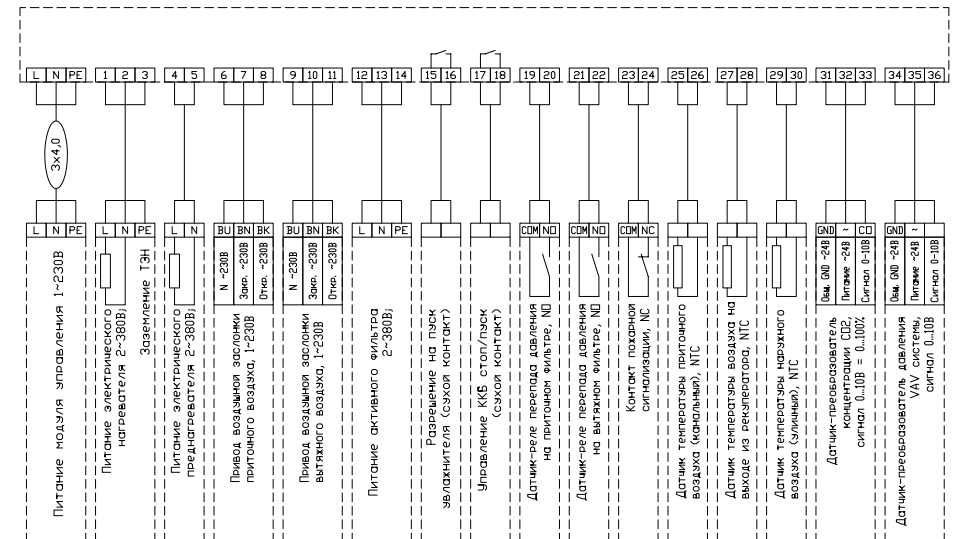 L N PE 1 2 3 4 5 6 7 8 9 10 11 12 13 14 15 16 17 18 19 20 21 22 23 24 25 26 27 28 29 30 31 32 33 34 35 36
3x4,0
L N PE L N PE L N BU BN BK BU BN BK L N PE COM NO COM NO COM NC GND ~ CO GND ~
N ~230В
Закр. ~230В
Откр. ~230В
N ~230В
Закр. ~230В
Откр. ~230В
Общ. GND ~24В
Питание ~24В
Сигнал 0-10В
Общ. GND ~24В
Питание ~24В
Сигнал 0-10В
Питание модуля управления 1~230В
Питание электрического
нагревателя 2~380В;
Заземление ТЭН
Питание электрического
преднагревателя 2~380В;
Привод воздушной заслонки
приточного воздуха, 1~230В
Привод воздушной заслонки
вытяжного воздуха, 1~230В
Питание активного фильтра
2~380В;
Разрешение на пуск
увлажнителя (сухой контакт)
Управление ККБ стоп/пуск
(сухой контакт)
Датчик-реле перепада давления
на приточном фильтре, NO
Датчик-реле перепада давления
на вытяжном фильтре, NO
Контакт пожарной
сигнализации, NC
Датчик температуры приточного
воздуха (канальный), NTC
Датчик температуры воздуха на
выходе из рекуператора, NTC
Датчик температуры наружного
воздуха (уличный), NTC
Датчик-преобразователь
концентрации CO2,
сигнал 0..10В = 0..100%
Датчик-преобразователь давления
VAV системы,
сигнал 0..10В